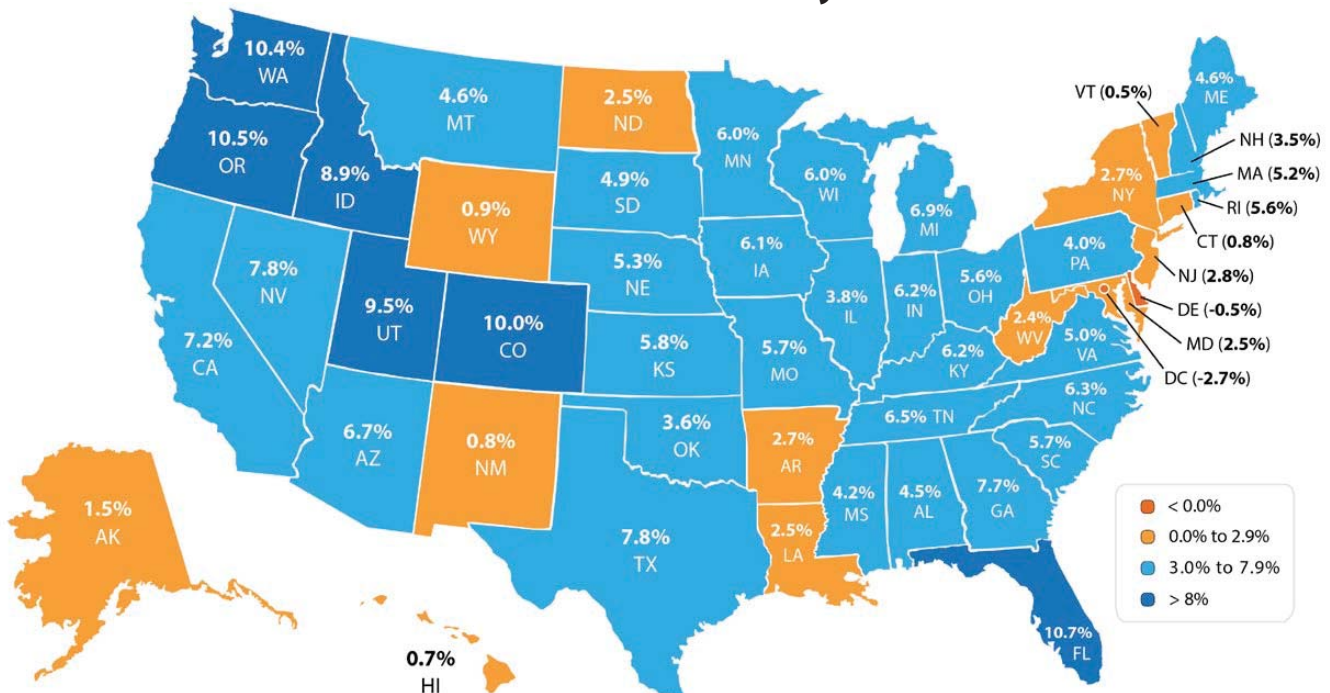 10.4%
WA
10.5%
OR
8.9%
ID
4.6%
MT
2.5%
ND
6.0%
MN
4.9%
SD
0.9%
WY
6.0%
WI
6.9%
MI
7.8%
NV
7.2%
CA
9.5%
UT
10.0%
CO
5.3%
NE
6.1%
IA
5.8%
KS
5.7%
MO
3.8%
IL
6.2%
IN
5.6%
OH
6.2%
KY
2.4%
WV
4.0%
PA
2.7%
NY
4.6%
ME
VT (0.5%)
NH (3.5%)
MA (5.2%)
RI (5.6%)
CT (0.8%)
NJ (2.8%)
DE (-0.5%)
MD (2.5%)
DC (-2.7%)
5.0%
VA
6.3%
NC
6.5% TN
5.7%
SC
6.7%
AZ
0.8%
NM
3.6%
OK
2.7%
AR
7.8%
TX
2.5%
LA
4.2%
MS
4.5%
AL
7.7%
GA
10.7%
FL
1.5%
AK
0.7%
HI
< 0.0%
0.0% to 2.9%
3.0% to 7.9%
> 8%